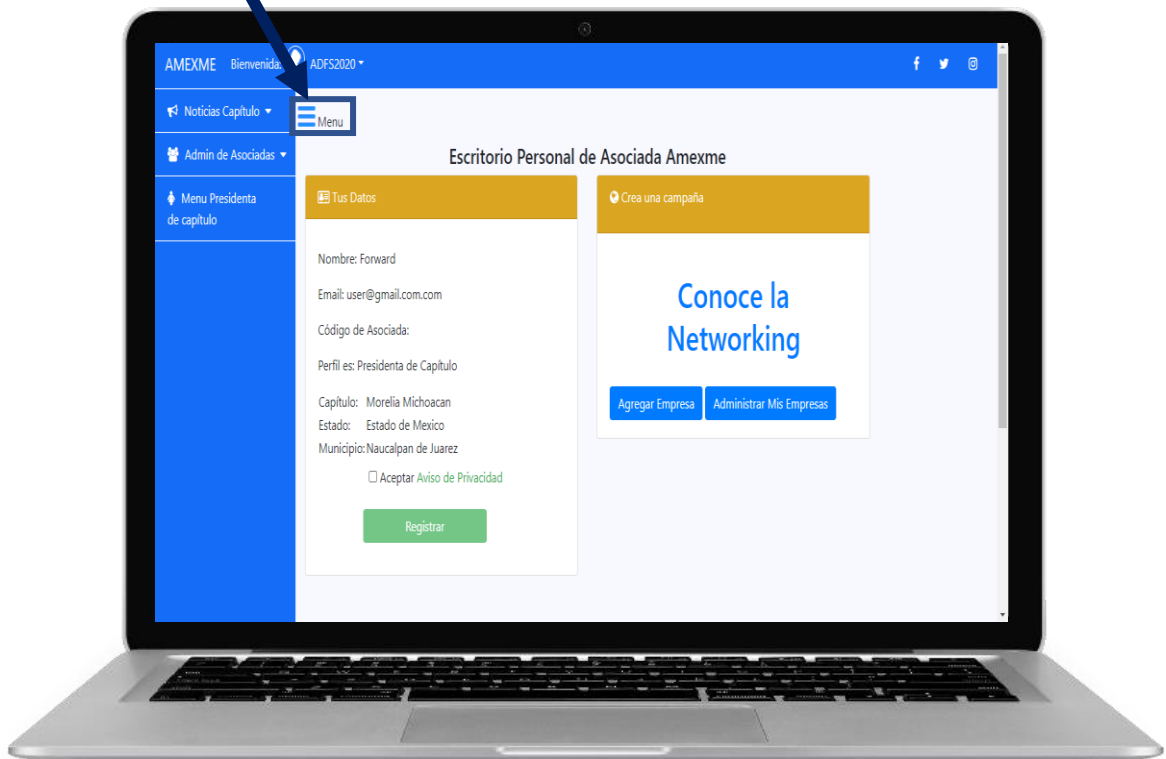 AMEXME Bienvenida: ADFS2020
Noticias Capítulo
Menu
Admin de Asociadas
Menu Presidenta
de capítulo
Escritorio Personal de Asociada Amexme
Tus Datos
Nombre: Forward
Email: user@gmail.com.com
Código de Asociada:
Perfil es: Presidenta de Capítulo
Capítulo: Morelia Michoacan
Estado: Estado de Mexico
Municipio: Naucalpan de Juarez
Aceptar Aviso de Privacidad
Registrar
Crea una campaña
Conoce la
Networking
Agregar Empresa Administrar Mis Empresas